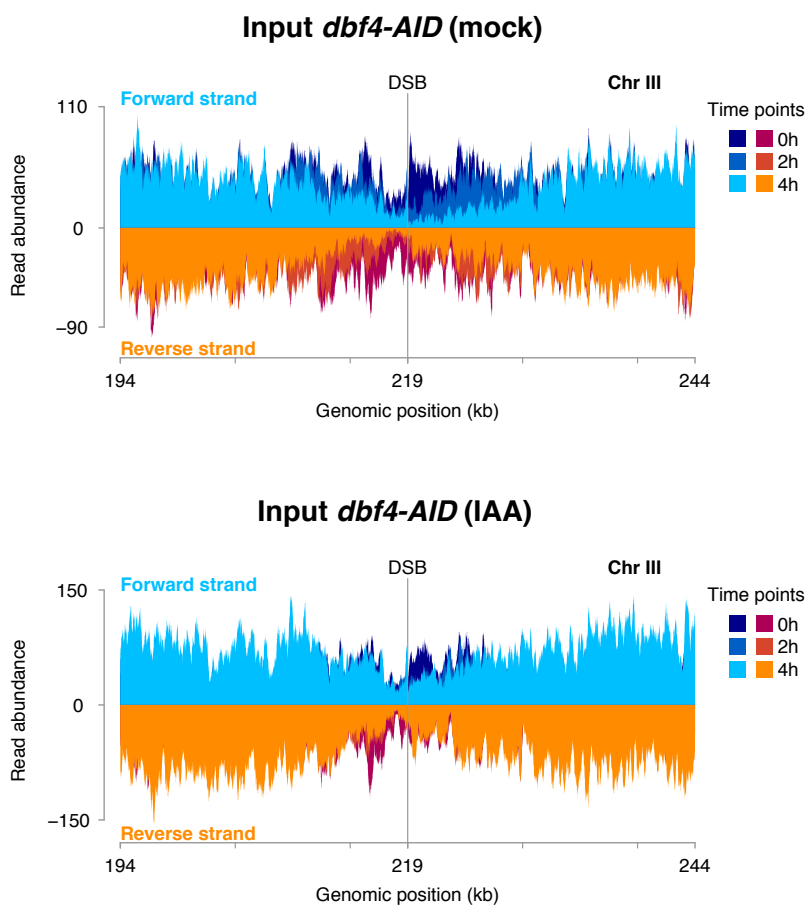 Input dbf4-AID (mock)
DSB
Chr III
110
Forward strand
Time points
0h
2h
4h
Read abundance
0
−90
Reverse strand
194
219
244
Genomic position (kb)
Input dbf4-AID (IAA)
DSB
Chr III
150
Forward strand
Time points
0h
2h
4h
Read abundance
0
−150
Reverse strand
194
219
244
Genomic position (kb)